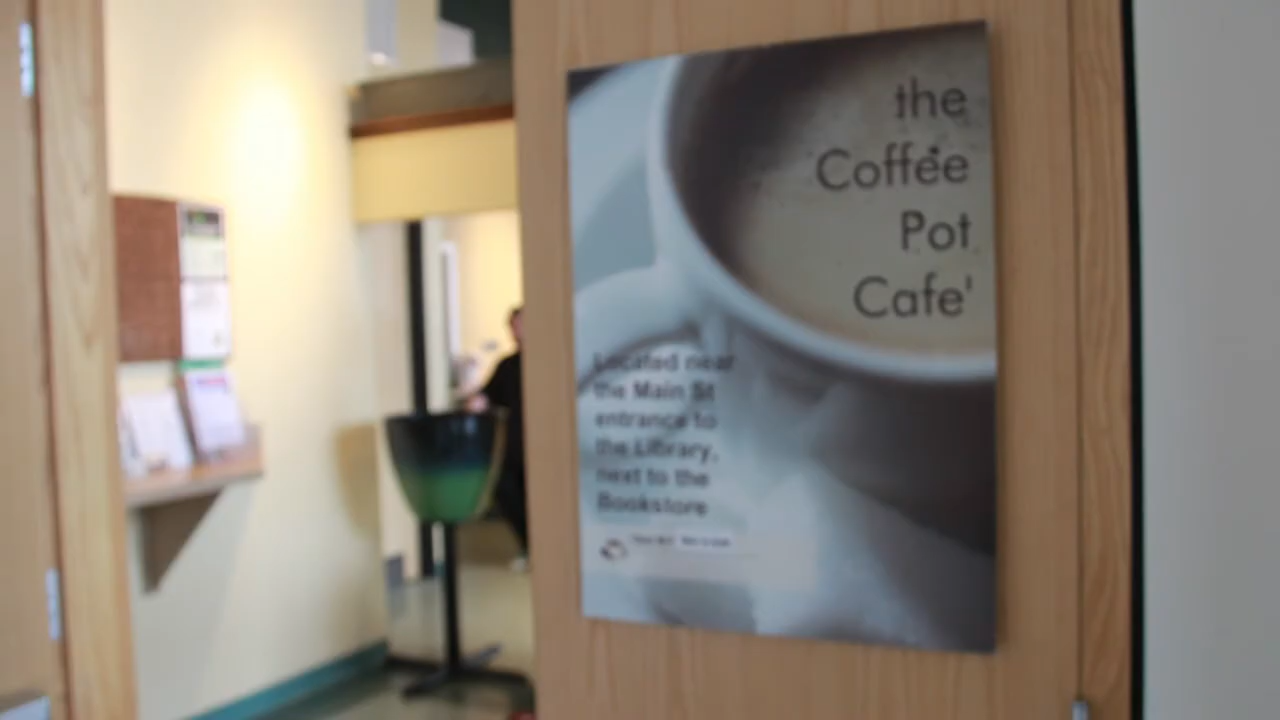 the
Coffee
Pot
Cafe'
Located near
the Main St
entrance to
the Library,
next to the
Bookstore